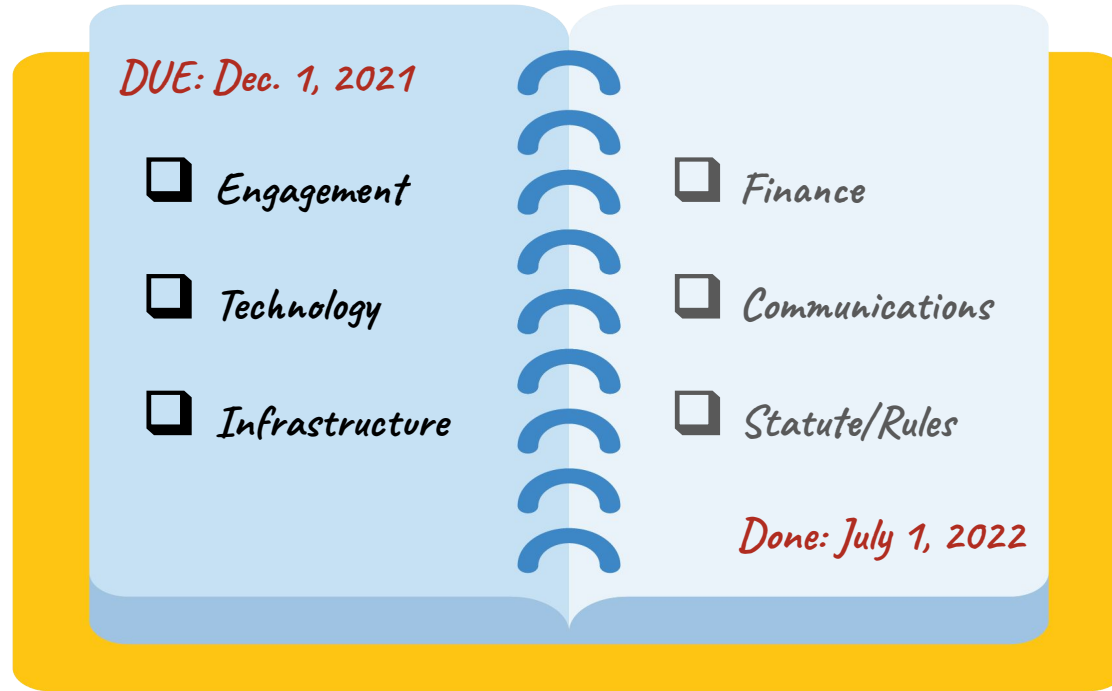 DUE: Dec. 1, 2021
Engagement
Technology
Infrastructure
Finance
Communications
Statute/Rules
Done: July 1, 2022